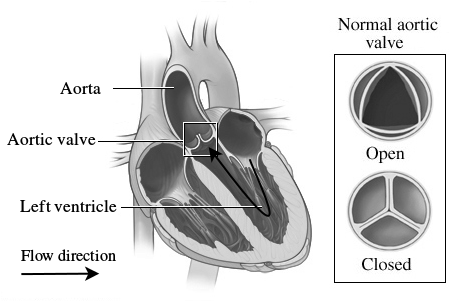 Normal aortic
valve
Aorta
Aortic valve
Open
Left ventricle
Flow direction
Closed